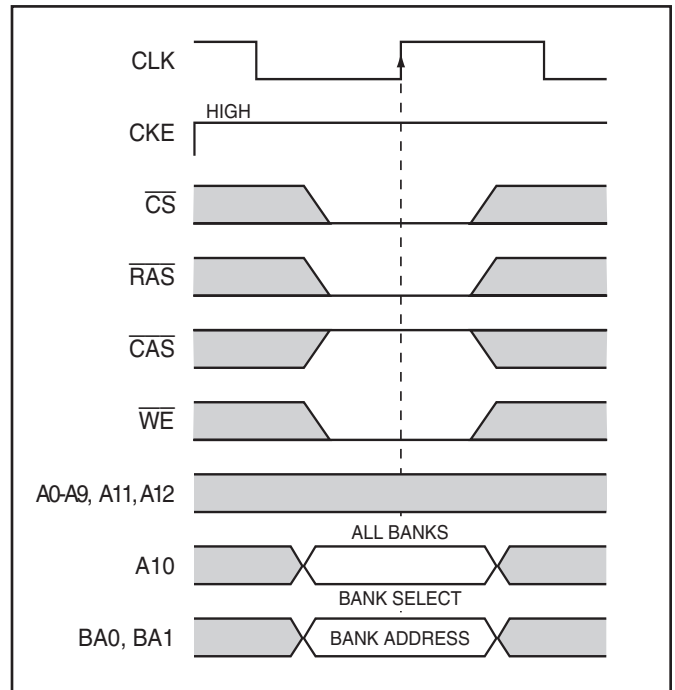 CLK
HIGH
CKE
CS
RAS
CAS
WE
A0-A9, A11, A12
ALL BANKS
A10
BANK SELECT
BA0, BA1
BANK ADDRESS